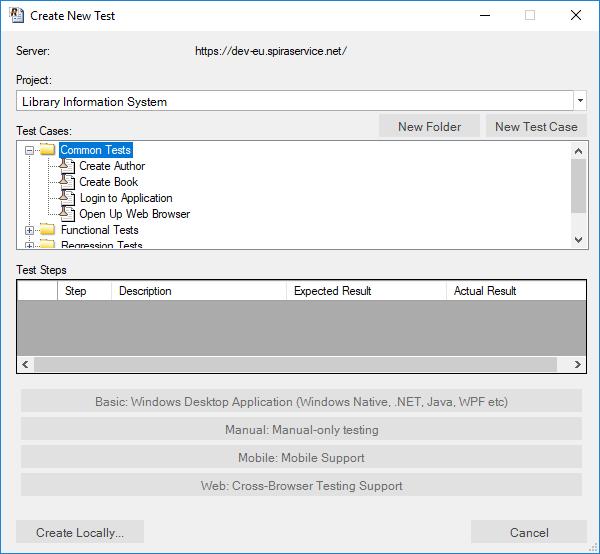 Create New Test
Server: https://dev-eu.spiraservice.net/
Project:
Library Information System
New Folder New Test Case
Test Cases:
Common Tests
Create Author
Create Book
Login to Application
Open Up Web Browser
Functional Tests
Regression Tests
Test Steps
Step Description Expected Result Actual Result
Basic: Windows Desktop Application (Windows Native, .NET, Java, WPF etc)
Manual: Manual-only testing
Mobile: Mobile Support
Web: Cross-Browser Testing Support
Create Locally... Cancel